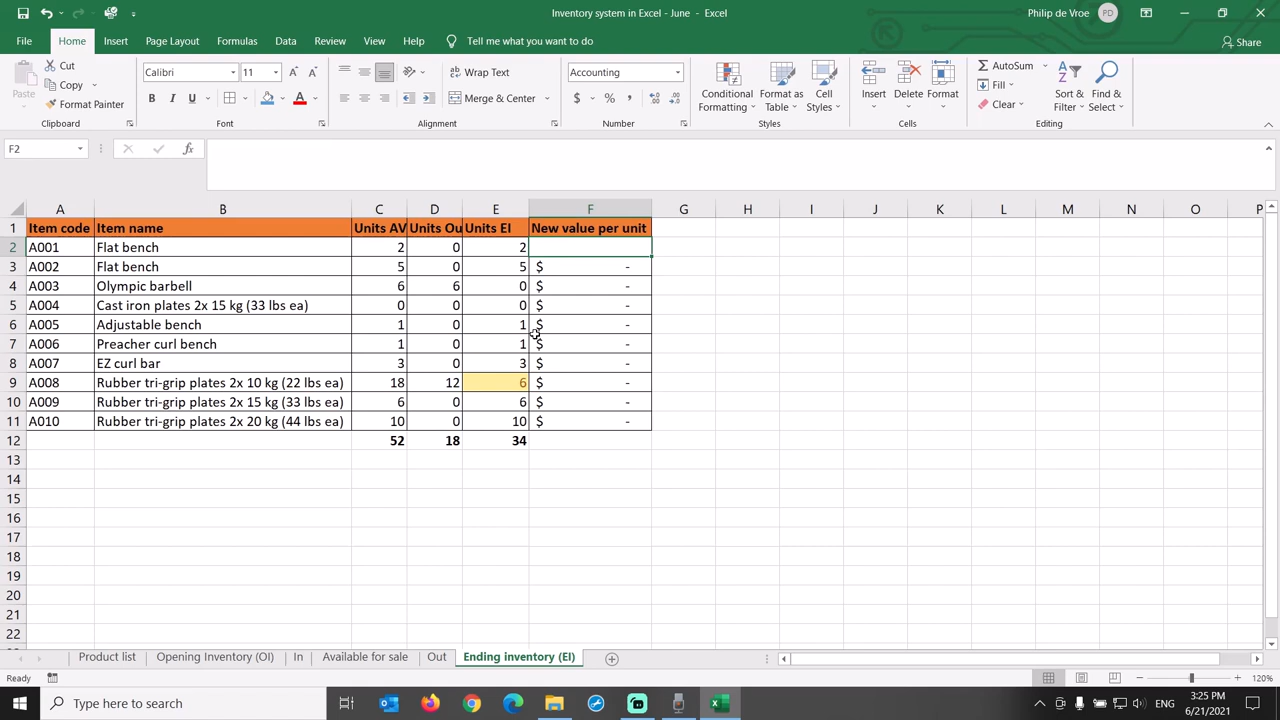 Inventory system in Excel - June - Excel
Philip de Vroe PD
File Home Insert Page Layout Formulas Data Review View Help Tell me what you want to do Share
Paste Cut Copy Format Painter Clipboard
Calibri 11 B I U A A A Font
Wrap Text Merge & Center Alignment
Accounting $ % , Number
Conditional Formatting Format as Table Cell Styles Styles
Insert Delete Format Cells
AutoSum Fill Clear Sort & Filter Find & Select Editing
F2 fx
A B C D E F G H I J K L M N O P
1 Item code Item name Units AV Units Ou Units EI New value per unit
2 A001 Flat bench 2 0 2
3 A002 Flat bench 5 0 5 $ -
4 A003 Olympic barbell 6 6 0 $ -
5 A004 Cast iron plates 2x 15 kg (33 lbs ea) 0 0 0 $ -
6 A005 Adjustable bench 1 0 1 $ -
7 A006 Preacher curl bench 1 0 1 $ -
8 A007 EZ curl bar 3 0 3 $ -
9 A008 Rubber tri-grip plates 2x 10 kg (22 lbs ea) 18 12 6 $ -
10 A009 Rubber tri-grip plates 2x 15 kg (33 lbs ea) 6 0 6 $ -
11 A010 Rubber tri-grip plates 2x 20 kg (44 lbs ea) 10 0 10 $ -
12 52 18 34
13
14
15
16
17
18
19
20
21
22
Product list Opening Inventory (OI) In Available for sale Out Ending inventory (EI)
Ready 120%
Type here to search ENG 3:25 PM
6/21/2021